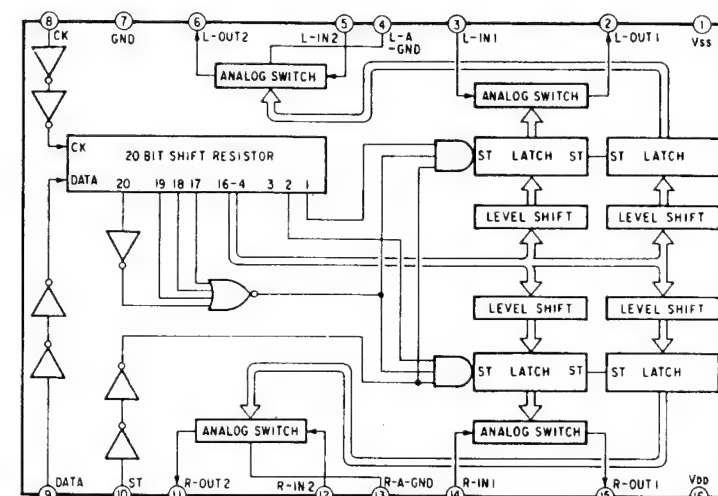 8 7 6 5 4 3 2 1
CK GND L-OUT2 L-IN2 L-A -GND L-IN1 L-OUT1 Vss
ANALOG SWITCH
ANALOG SWITCH
CK
20 BIT SHIFT RESISTOR
DATA
20 19 18 17 16-4 3 2 1
ST LATCH ST
ST LATCH
LEVEL SHIFT
LEVEL SHIFT
LEVEL SHIFT
LEVEL SHIFT
ST LATCH ST
ST LATCH
ANALOG SWITCH
ANALOG SWITCH
DATA ST R-OUT2 R-IN2 R-A-GND R-IN1 R-OUT1 VDD
9 10 11 12 13 14 15 16